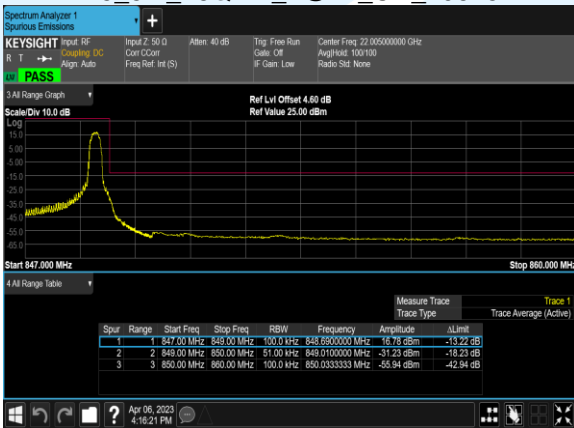 Spectrum Analyzer 1
Spurious Emissions
+
KEYSIGHT Input: RF Input Z: 50 Ω Atten: 40 dB Trig: Free Run Center Freq: 22.005000000 GHz
R T Coupling: DC Corr CCorr Gate: Off Avg|Hold: 100/100
Align: Auto Freq Ref: Int (S) IF Gain: Low Radio Std: None
PASS
3 All Range Graph
Ref Lvl Offset 4.60 dB
Scale/Div 10.0 dB Ref Value 25.00 dBm
Log
15.0
5.00
-5.00
-15.0
-25.0
-35.0
-45.0
-55.0
-65.0
Start 847.000 MHz Stop 860.000 MHz
4 All Range Table
Measure Trace Trace 1
Trace Type Trace Average (Active)
Spur Range Start Freq Stop Freq RBW Frequency Amplitude ΔLimit
1 1 847.00 MHz 849.00 MHz 100.0 kHz 848.6900000 MHz 16.78 dBm -13.22 dB
2 2 849.00 MHz 850.00 MHz 51.00 kHz 849.0100000 MHz -31.23 dBm -18.23 dB
3 3 850.00 MHz 860.00 MHz 100.0 kHz 850.0333333 MHz -55.94 dBm -42.94 dB
? Apr 06, 2023
4:16:21 PM